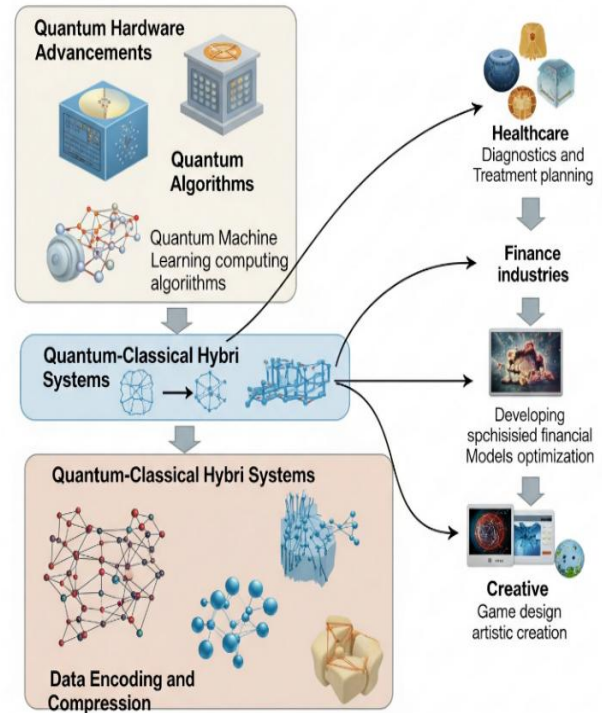 Quantum Hardware
Advancements
Quantum
Algorithms
Quantum Machine
Learning computing
algoriithms
Quantum-Classical Hybri
Systems
Quantum-Classical Hybri Systems
Data Encoding and
Compression
Healthcare
Diagnostics and
Treatment planning
Finance
industries
Developing
spchisisied financial
Models optimization
Creative
Game design
artistic creation